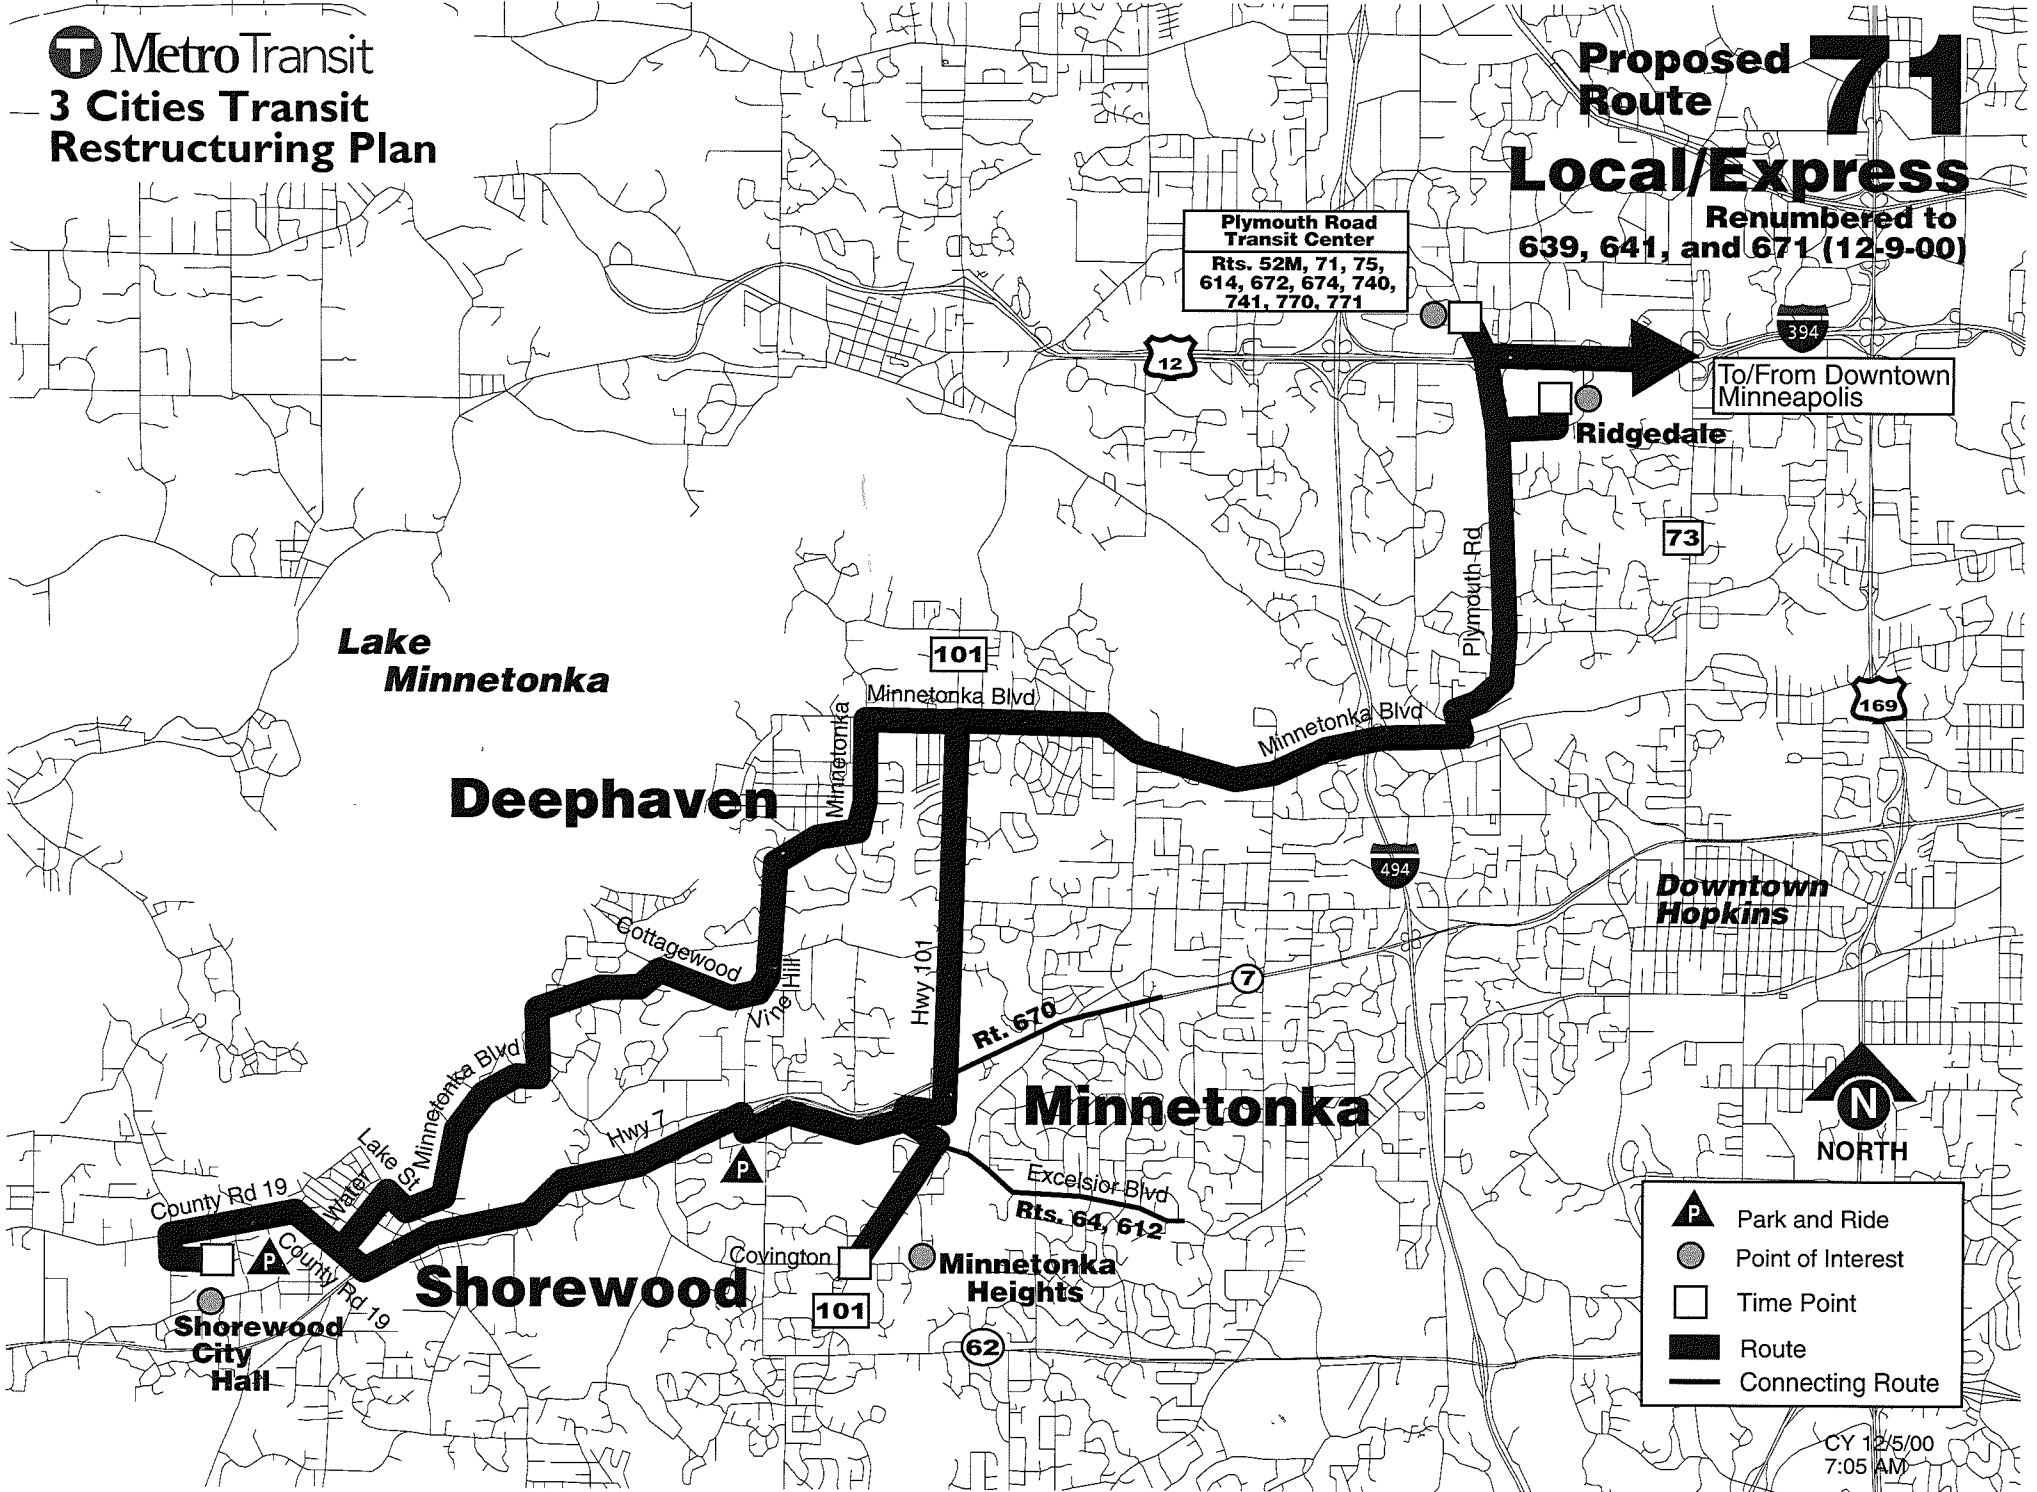 T MetroTransit
3 Cities Transit
Restructuring Plan
Proposed
Route
71
Local/Express
Renumbered to
639, 641, and 671 (12-9-00)
Plymouth Road
Transit Center
Rts. 52M, 71, 75,
614, 672, 674, 740,
741, 770, 771
394
12
To/From Downtown
Minneapolis
Ridgedale
73
Plymouth Rd
Lake
Minnetonka
101
Minnetonka Blvd
Minnetonka
Minnetonka Blvd
169
Deephaven
494
Downtown
Hopkins
Cottagewood
Vine Hill
Hwy 101
7
Rt. 670
Minnetonka Blvd
Minnetonka
Hwy 7
P
N
NORTH
Lake St
Water
County Rd 19
Excelsior Blvd
Rts. 64, 612
P
County Rd 19
Covington
Shorewood
Minnetonka
Heights
101
Shorewood
City
Hall
62
P Park and Ride
Point of Interest
Time Point
Route
Connecting Route
CY 12/5/00
7:05 AM